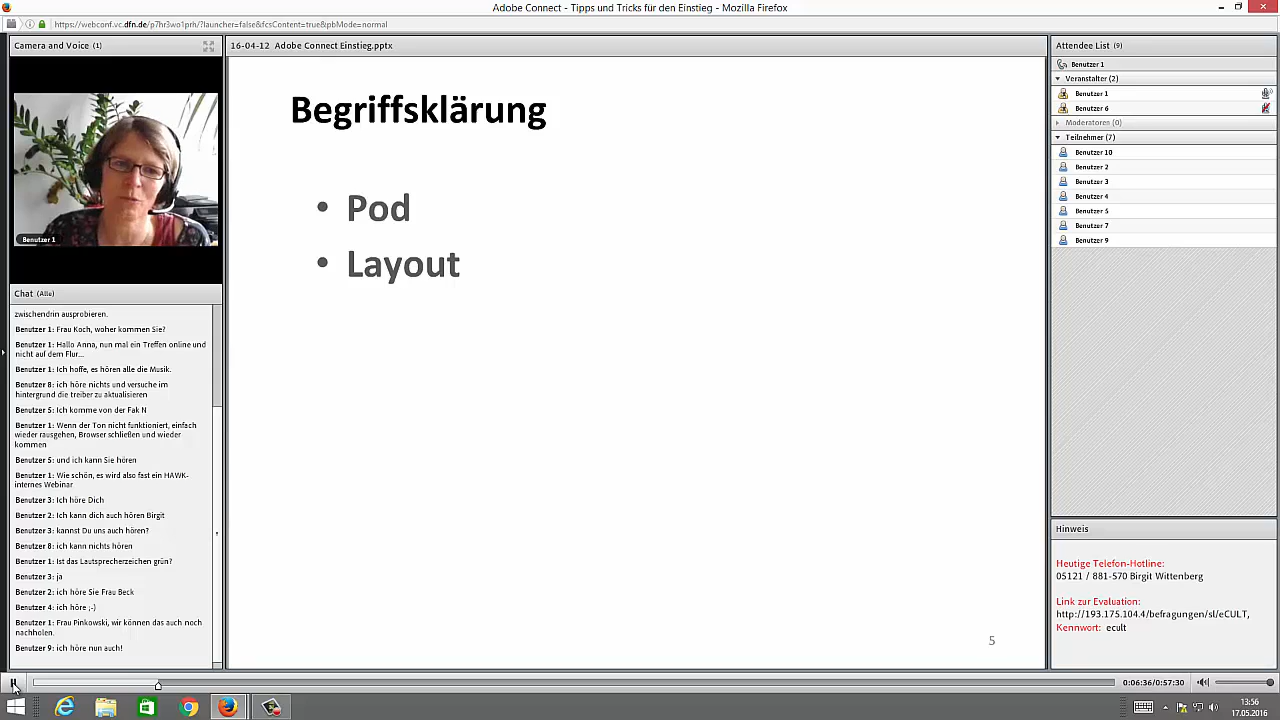 Adobe Connect - Tipps und Tricks für den Einstieg - Mozilla Firefox
https://webconf.vc.dfn.de/p7hr3wo1prh/?launcher=false&fcsContent=true&pbMode=normal
Camera and Voice (1)
Benutzer 1
Chat (Alle)
zwischendrin ausprobieren.
Benutzer 1: Frau Koch, woher kommen Sie?
Benutzer 1: Hallo Anna, nun mal ein Treffen online und
nicht auf dem Flur...
Benutzer 1: Ich hoffe, es hören alle die Musik.
Benutzer 8: ich höre nichts und versuche im
hintergrund die treiber zu aktualisieren
Benutzer 5: Ich komme von der Fak N
Benutzer 1: Wenn der Ton nicht funktioniert, einfach
wieder rausgehen, Browser schließen und wieder
kommen
Benutzer 5: und ich kann Sie hören
Benutzer 1: Wie schön, es wird also fast ein HAWK-
internes Webinar
Benutzer 3: Ich höre Dich
Benutzer 2: Ich kann dich auch hören Birgit
Benutzer 3: kannst Du uns auch hören?
Benutzer 8: ich kann nichts hören
Benutzer 1: Ist das Lautsprecherzeichen grün?
Benutzer 3: ja
Benutzer 2: ich höre Sie Frau Beck
Benutzer 4: ich höre ;-)
Benutzer 1: Frau Pinkowski, wir können das auch noch
nachholen.
Benutzer 9: ich höre nun auch!
16-04-12 Adobe Connect Einstieg.pptx
Begriffsklärung
• Pod
• Layout
5
Attendee List (9)
Benutzer 1
Veranstalter (2)
Benutzer 1
Benutzer 6
Moderatoren (0)
Teilnehmer (7)
Benutzer 10
Benutzer 2
Benutzer 3
Benutzer 4
Benutzer 5
Benutzer 7
Benutzer 9
Hinweis
Heutige Telefon-Hotline:
05121 / 881-570 Birgit Wittenberg
Link zur Evaluation:
http://193.175.104.4/befragungen/sl/eCULT,
Kennwort: ecult
0:06:36/0:57:30
13:56
17.05.2016